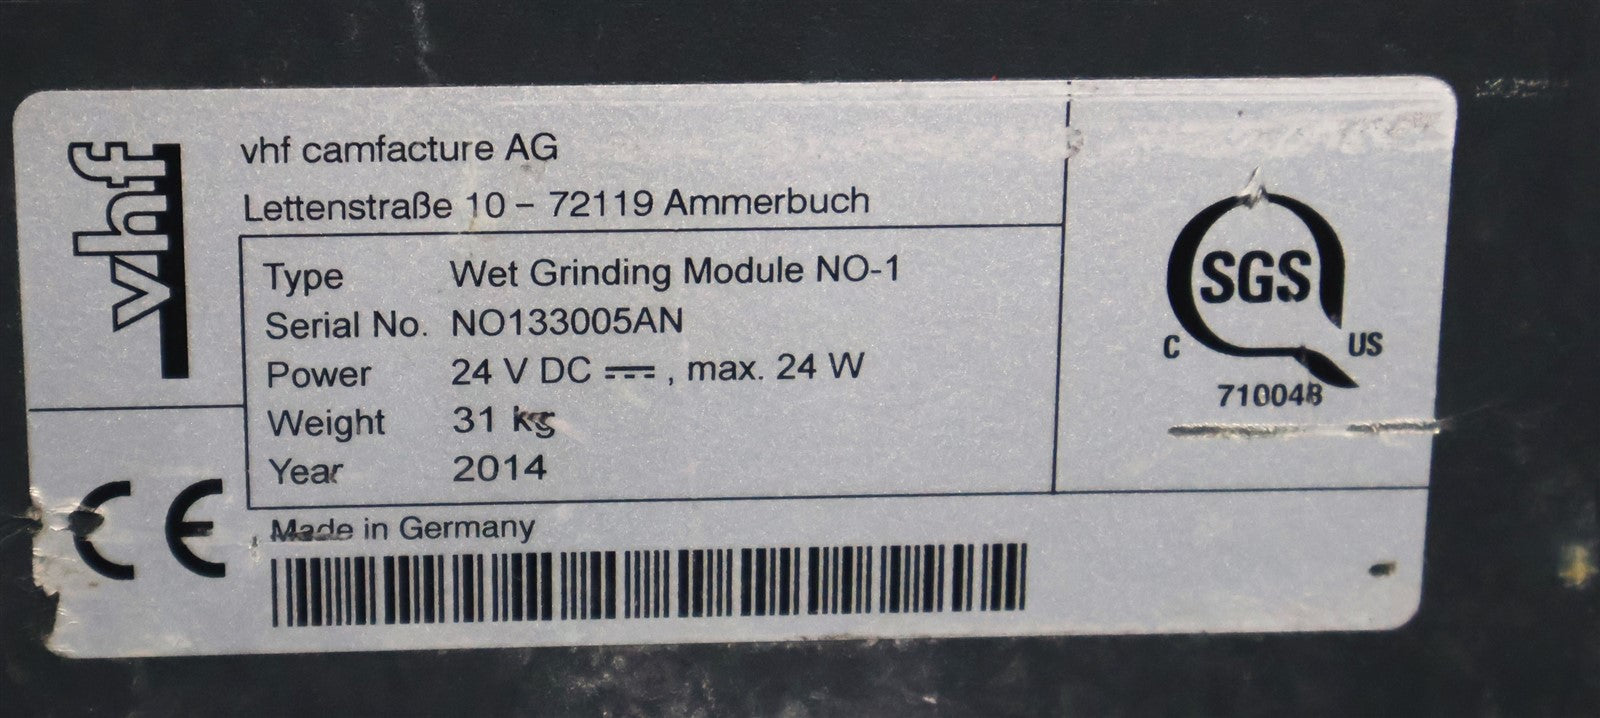 vhf
vhf camfacture AG
Lettenstraße 10 – 72119 Ammerbuch
Type Wet Grinding Module NO-1
Serial No. NO133005AN
Power 24 V DC ⎓, max. 24 W
Weight 31 kg
Year 2014
Made in Germany
CE
SGS
C US
710048